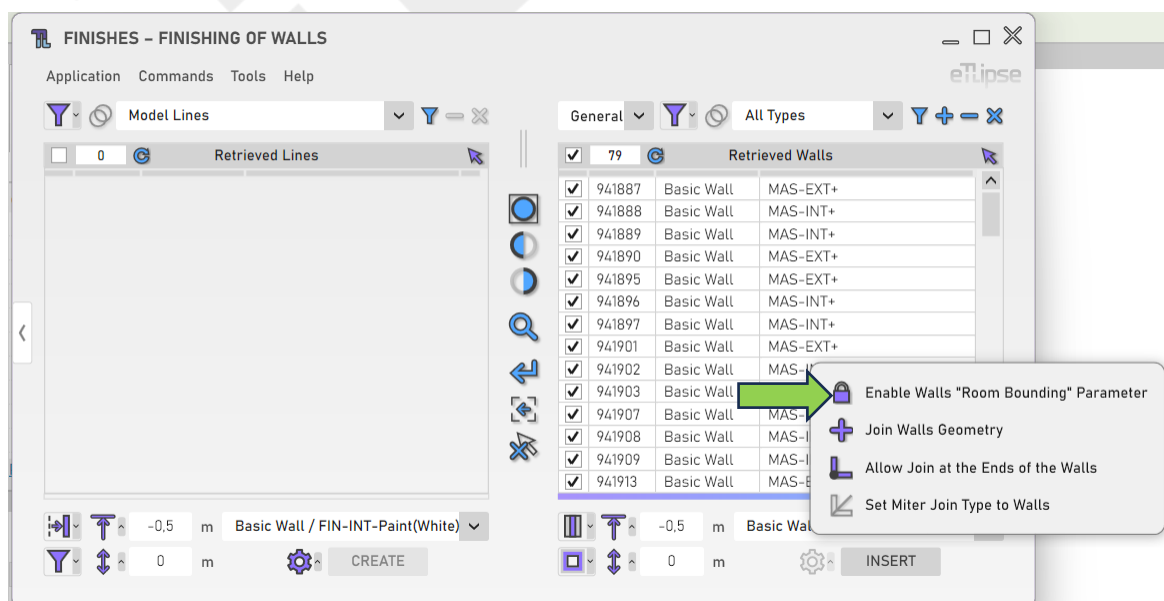 FINISHES – FINISHING OF WALLS
Application Commands Tools Help
eTLipse
Model Lines
General
All Types
0 Retrieved Lines
79 Retrieved Walls
941887 Basic Wall MAS-EXT+
941888 Basic Wall MAS-INT+
941889 Basic Wall MAS-INT+
941890 Basic Wall MAS-EXT+
941895 Basic Wall MAS-EXT+
941896 Basic Wall MAS-INT+
941897 Basic Wall MAS-INT+
941901 Basic Wall MAS-EXT+
941902 Basic Wall
941903 Basic Wall
941907 Basic Wall
941908 Basic Wall
941909 Basic Wall
941913 Basic Wall
Enable Walls "Room Bounding" Parameter
Join Walls Geometry
Allow Join at the Ends of the Walls
Set Miter Join Type to Walls
-0,5 m Basic Wall / FIN-INT-Paint(White)
0 m CREATE
-0,5 m Basic
0 m INSERT